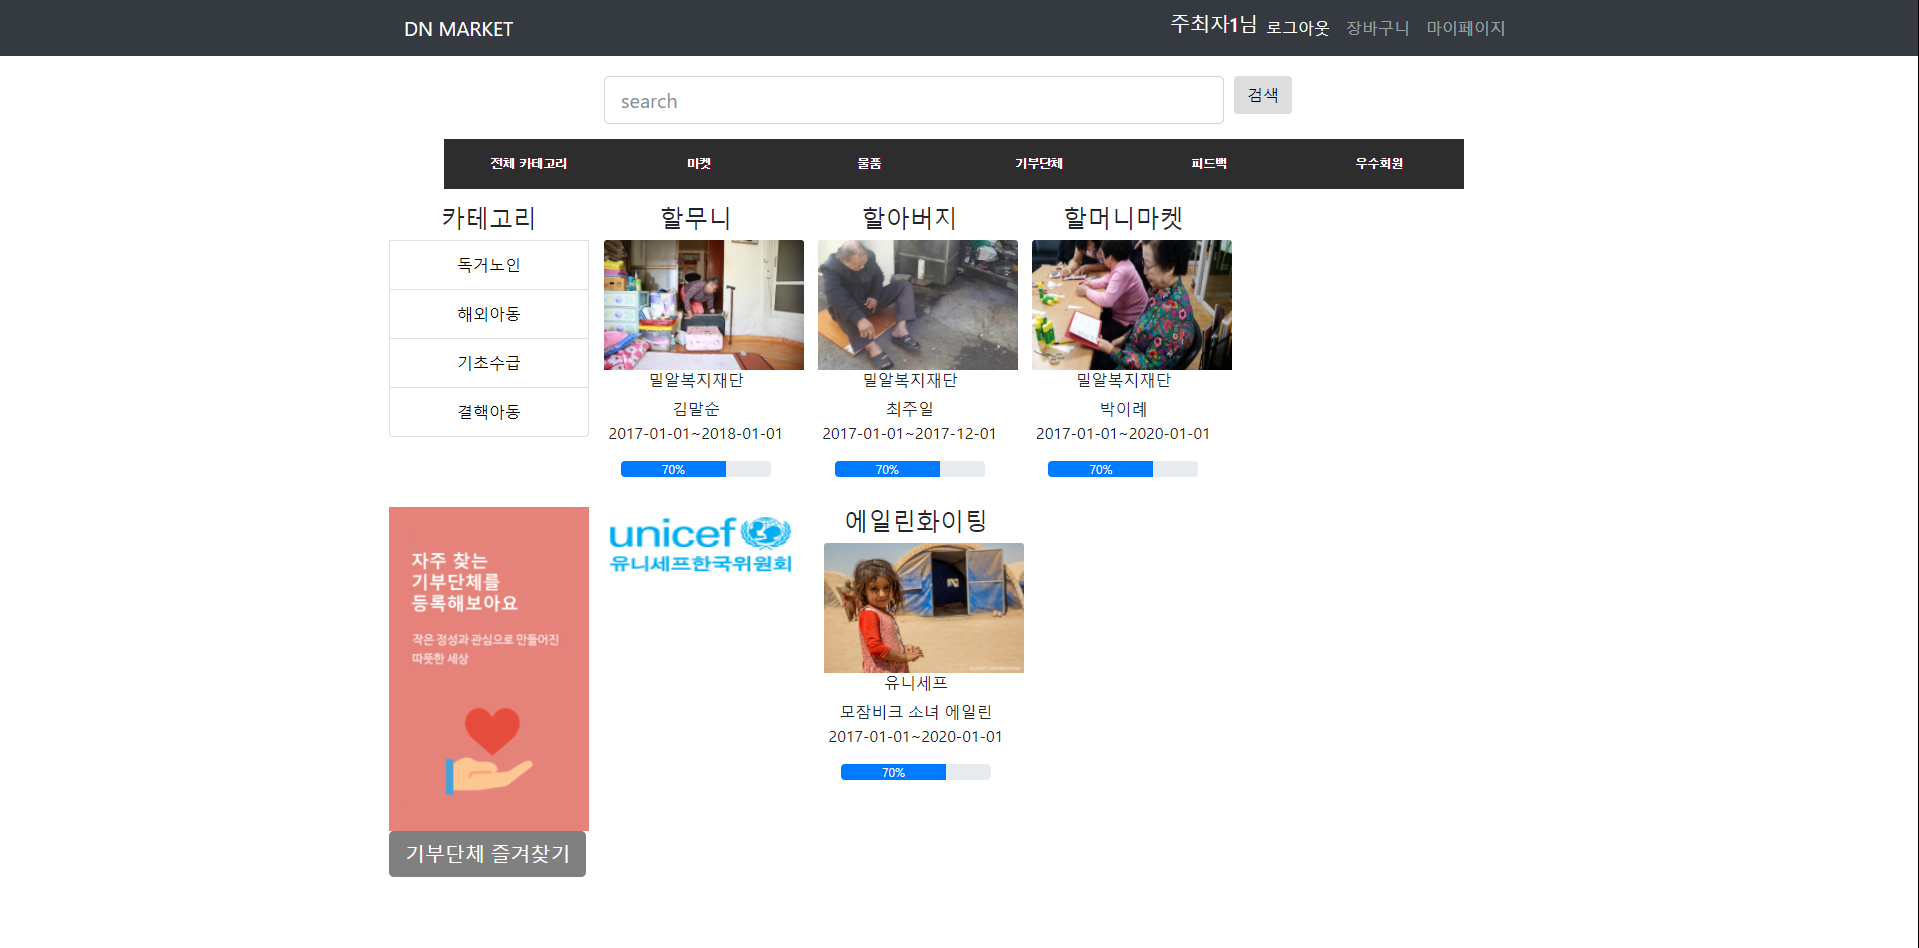 DN MARKET
주최자1님 로그아웃 장바구니 마이페이지
search
검색
전체 카테고리 마켓 물품 기부단체 피드백 우수회원
카테고리
독거노인
해외아동
기초수급
결핵아동
할무니
밀알복지재단
김말순
2017-01-01~2018-01-01
70%
할아버지
밀알복지재단
최주일
2017-01-01~2017-12-01
70%
할머니마켓
밀알복지재단
박이례
2017-01-01~2020-01-01
70%
자주 찾는
기부단체를
등록해보아요
작은 정성과 관심으로 만들어진
따뜻한 세상
기부단체 즐겨찾기
unicef
유니세프한국위원회
에일린화이팅
유니세프
모잠비크 소녀 에일린
2017-01-01~2020-01-01
70%